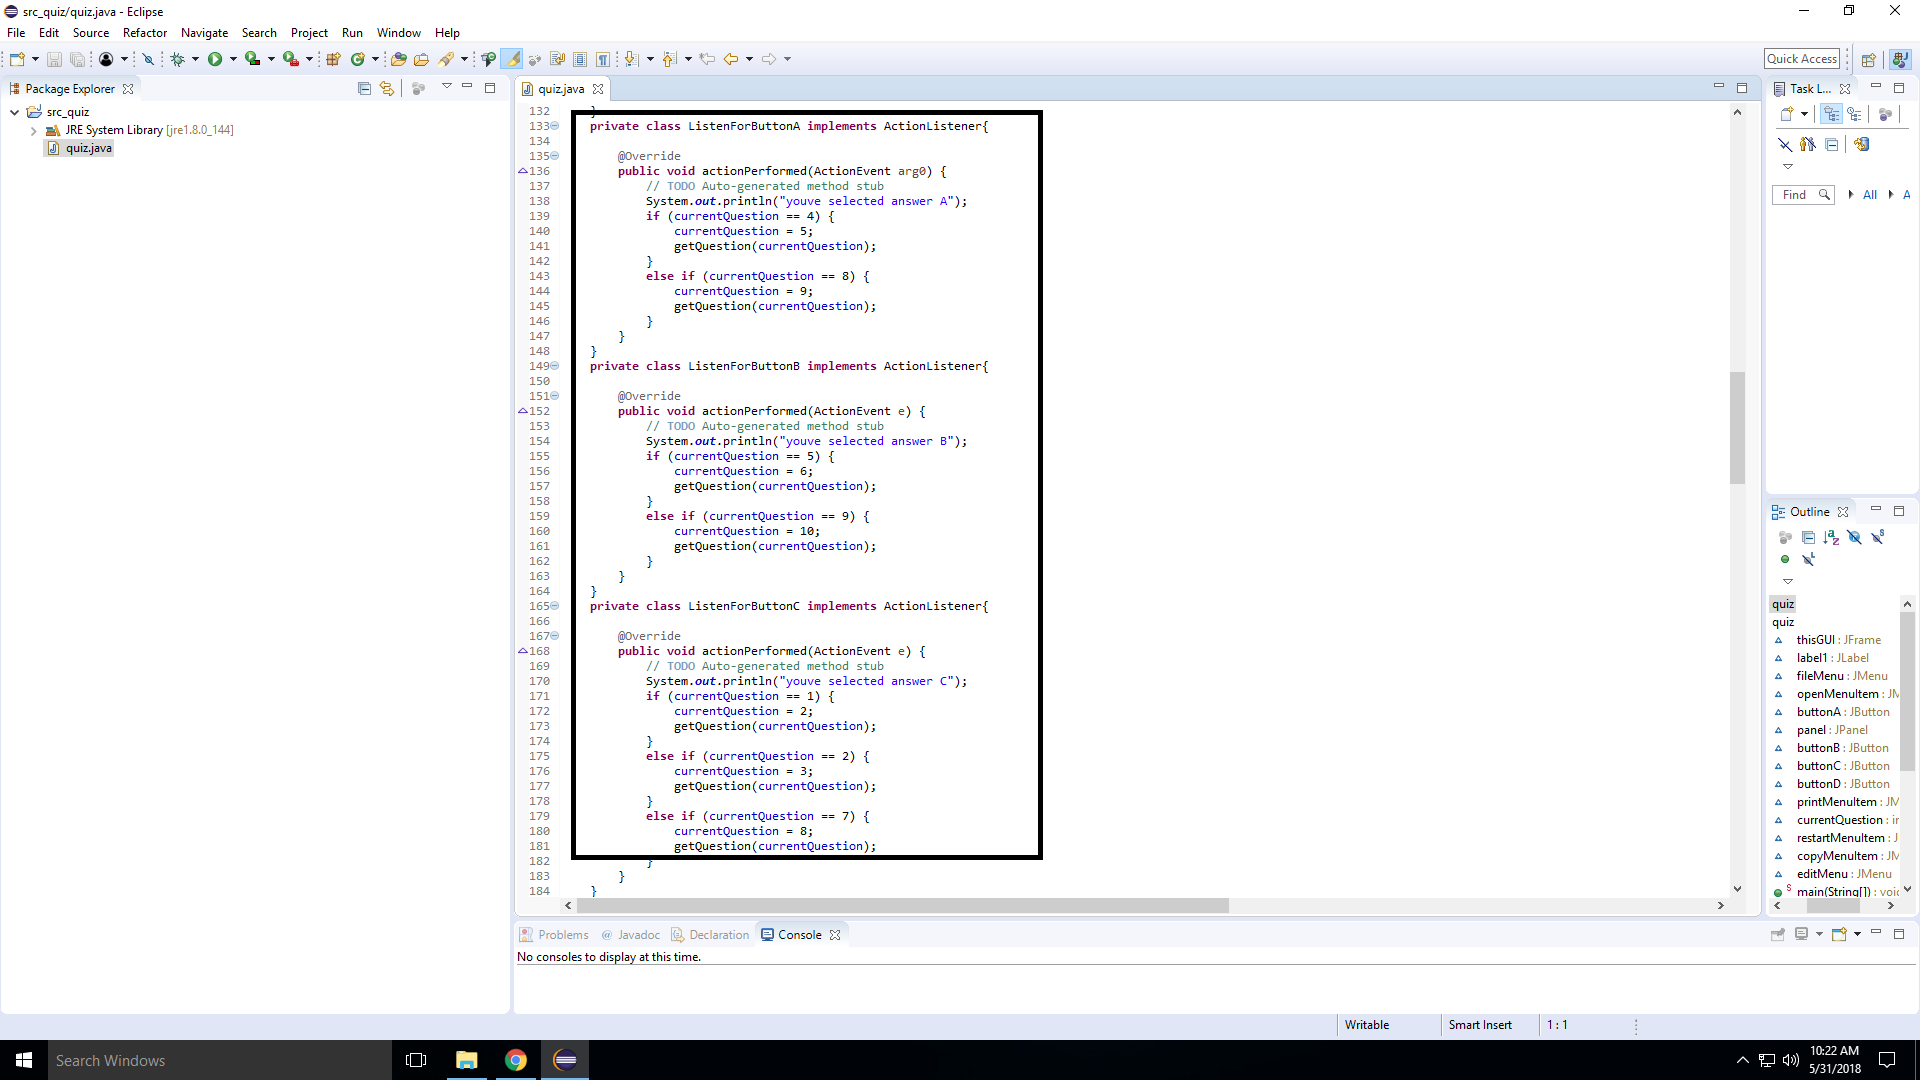 src_quiz/quiz.java - Eclipse
File Edit Source Refactor Navigate Search Project Run Window Help
Quick Access
Package Explorer
src_quiz
JRE System Library [jre1.8.0_144]
quiz.java
quiz.java
132 }
133 private class ListenForButtonA implements ActionListener{
134
135 @Override
136 public void actionPerformed(ActionEvent arg0) {
137 // TODO Auto-generated method stub
138 System.out.println("youve selected answer A");
139 if (currentQuestion == 4) {
140 currentQuestion = 5;
141 getQuestion(currentQuestion);
142 }
143 else if (currentQuestion == 8) {
144 currentQuestion = 9;
145 getQuestion(currentQuestion);
146 }
147 }
148 }
149 private class ListenForButtonB implements ActionListener{
150
151 @Override
152 public void actionPerformed(ActionEvent e) {
153 // TODO Auto-generated method stub
154 System.out.println("youve selected answer B");
155 if (currentQuestion == 5) {
156 currentQuestion = 6;
157 getQuestion(currentQuestion);
158 }
159 else if (currentQuestion == 9) {
160 currentQuestion = 10;
161 getQuestion(currentQuestion);
162 }
163 }
164 }
165 private class ListenForButtonC implements ActionListener{
166
167 @Override
168 public void actionPerformed(ActionEvent e) {
169 // TODO Auto-generated method stub
170 System.out.println("youve selected answer C");
171 if (currentQuestion == 1) {
172 currentQuestion = 2;
173 getQuestion(currentQuestion);
174 }
175 else if (currentQuestion == 2) {
176 currentQuestion = 3;
177 getQuestion(currentQuestion);
178 }
179 else if (currentQuestion == 7) {
180 currentQuestion = 8;
181 getQuestion(currentQuestion);
182 }
183 }
184 }
Task L...
Find All A
Outline
quiz
quiz
thisGUI : JFrame
label1 : JLabel
fileMenu : JMenu
openMenuItem : JM
buttonA : JButton
panel : JPanel
buttonB : JButton
buttonC : JButton
buttonD : JButton
printMenuItem : JM
currentQuestion : in
restartMenuItem : J
copyMenuItem : JM
editMenu : JMenu
main(String[]) : voic
Problems Javadoc Declaration Console
No consoles to display at this time.
Writable Smart Insert 1 : 1
Search Windows
10:22 AM
5/31/2018